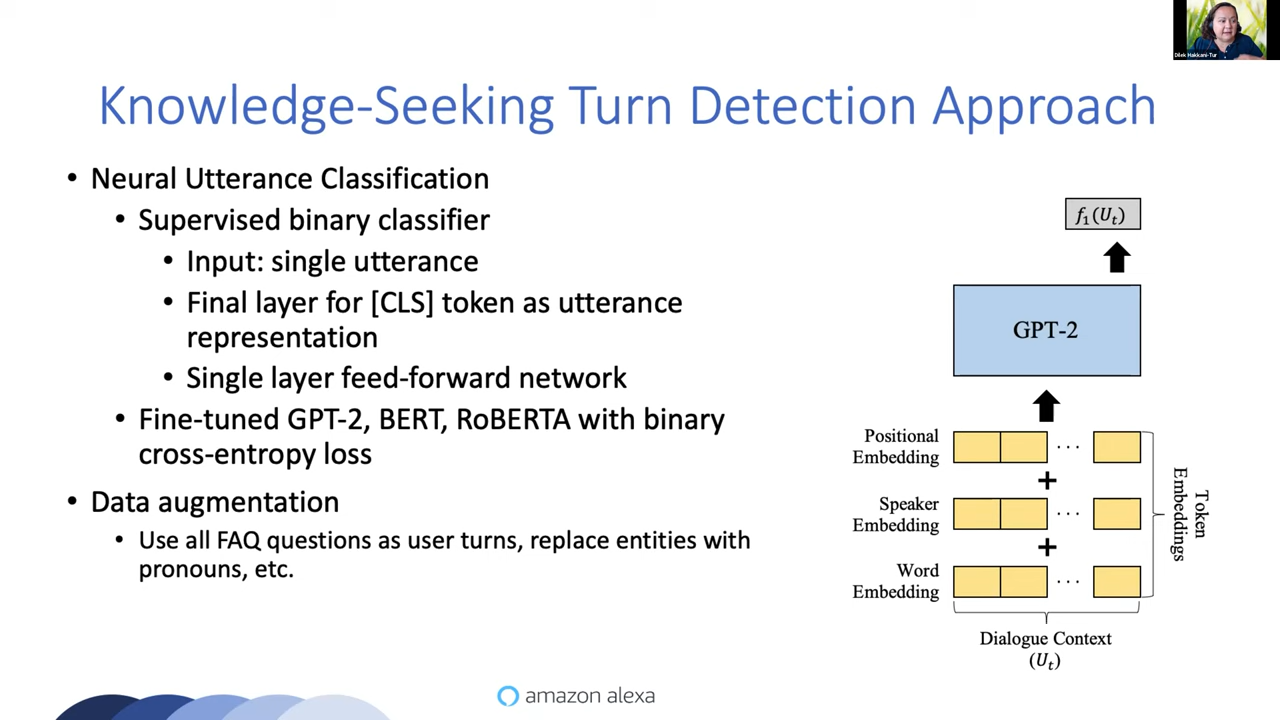 Dilek Hakkani-Tur
Knowledge-Seeking Turn Detection Approach
• Neural Utterance Classification
• Supervised binary classifier
• Input: single utterance
• Final layer for [CLS] token as utterance
representation
• Single layer feed-forward network
• Fine-tuned GPT-2, BERT, RoBERTA with binary
cross-entropy loss
• Data augmentation
• Use all FAQ questions as user turns, replace entities with
pronouns, etc.
f₁(Uₜ)
GPT-2
Positional
Embedding
. . .
+
Speaker
Embedding
. . .
+
Word
Embedding
. . .
Token
Embeddings
Dialogue Context
(Uₜ)
amazon alexa